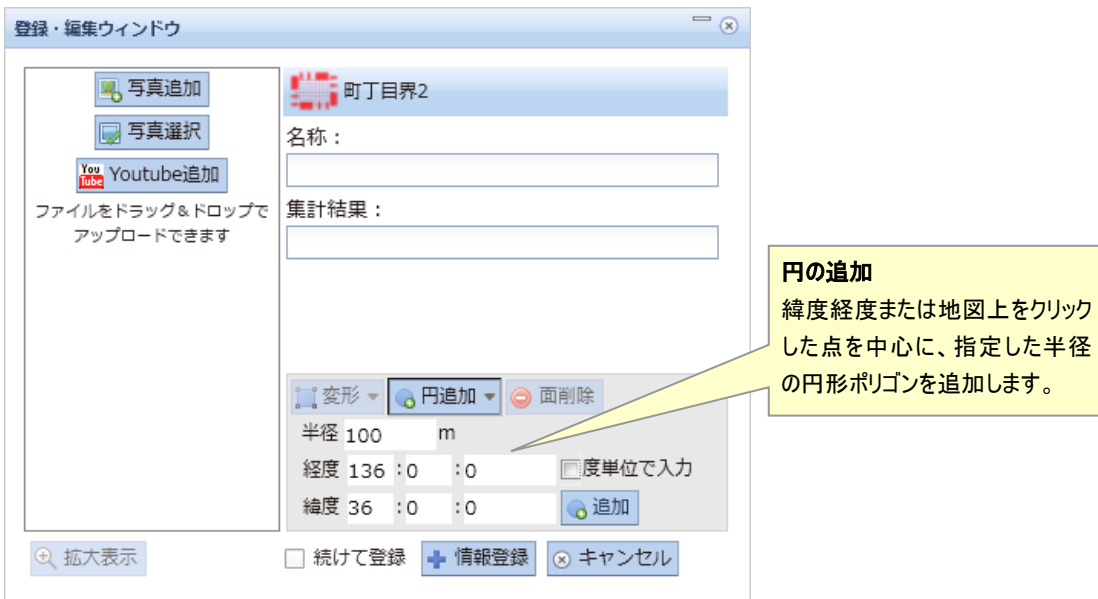 登録・編集ウィンドウ
写真追加
写真選択
You Tube Youtube追加
ファイルをドラッグ&ドロップで
アップロードできます
町丁目界2
名称：
集計結果：
変形 円追加 面削除
半径 100 m
経度 136 :0 :0 度単位で入力
緯度 36 :0 :0 追加
拡大表示 続けて登録 情報登録 キャンセル
円の追加
緯度経度または地図上をクリック
した点を中心に、指定した半径
の円形ポリゴンを追加します。